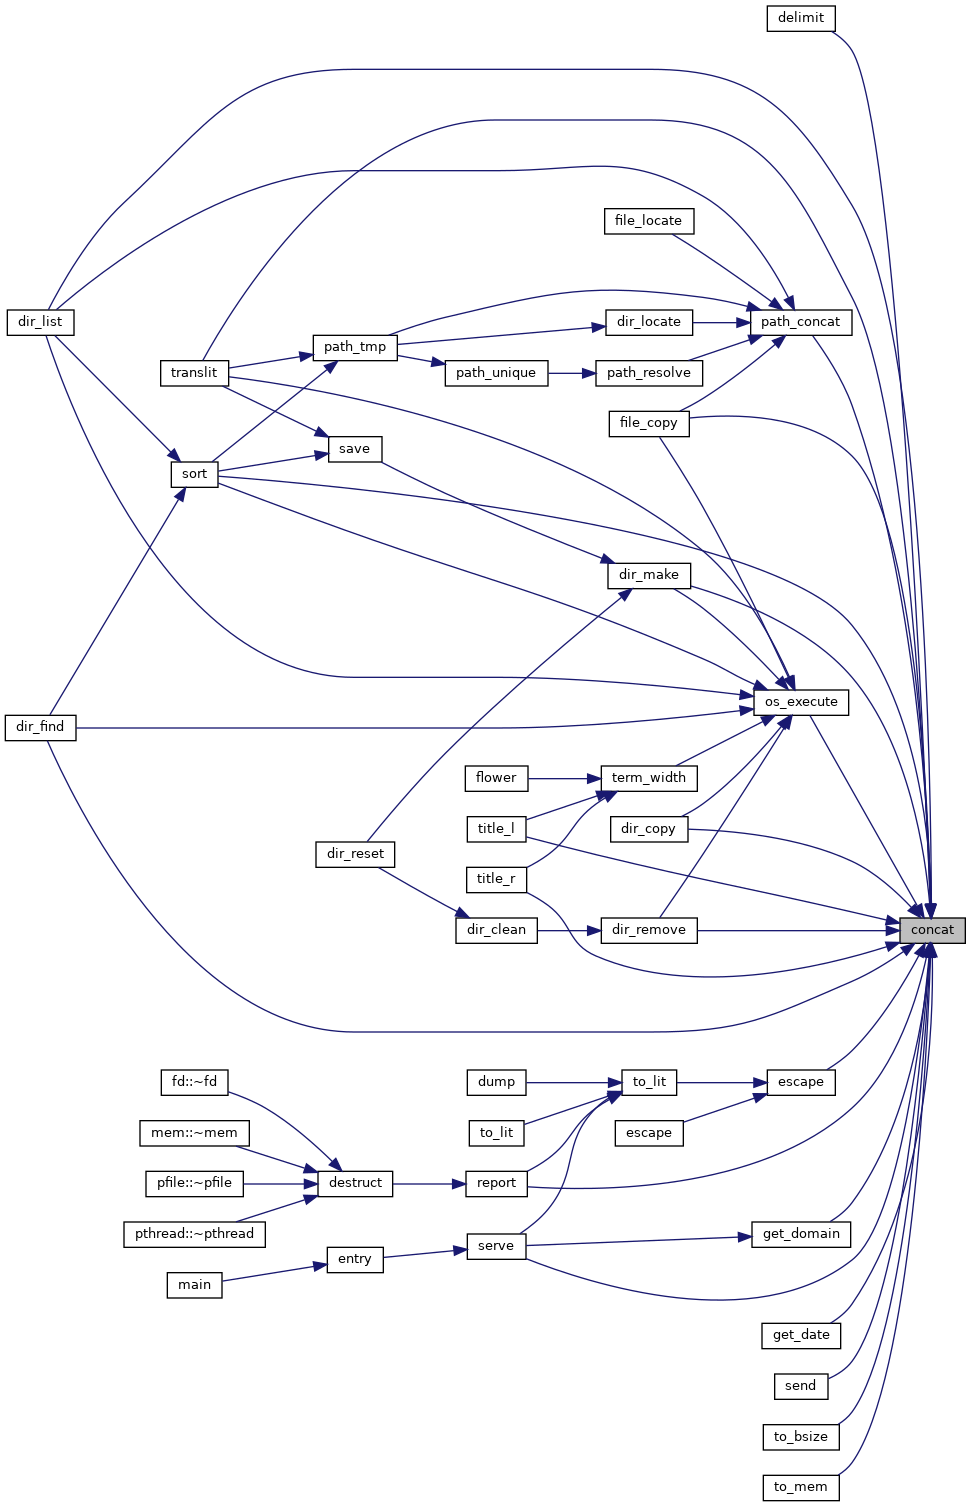 delimit
file_locate
dir_list
path_tmp
dir_locate
path_concat
translit
path_unique
path_resolve
file_copy
save
sort
dir_make
os_execute
dir_find
flower
term_width
title_l
dir_copy
dir_reset
title_r
dir_clean
dir_remove
concat
fd::~fd
dump
to_lit
escape
mem::~mem
to_lit
escape
pfile::~pfile
destruct
report
pthread::~pthread
get_domain
serve
entry
main
get_date
send
to_bsize
to_mem